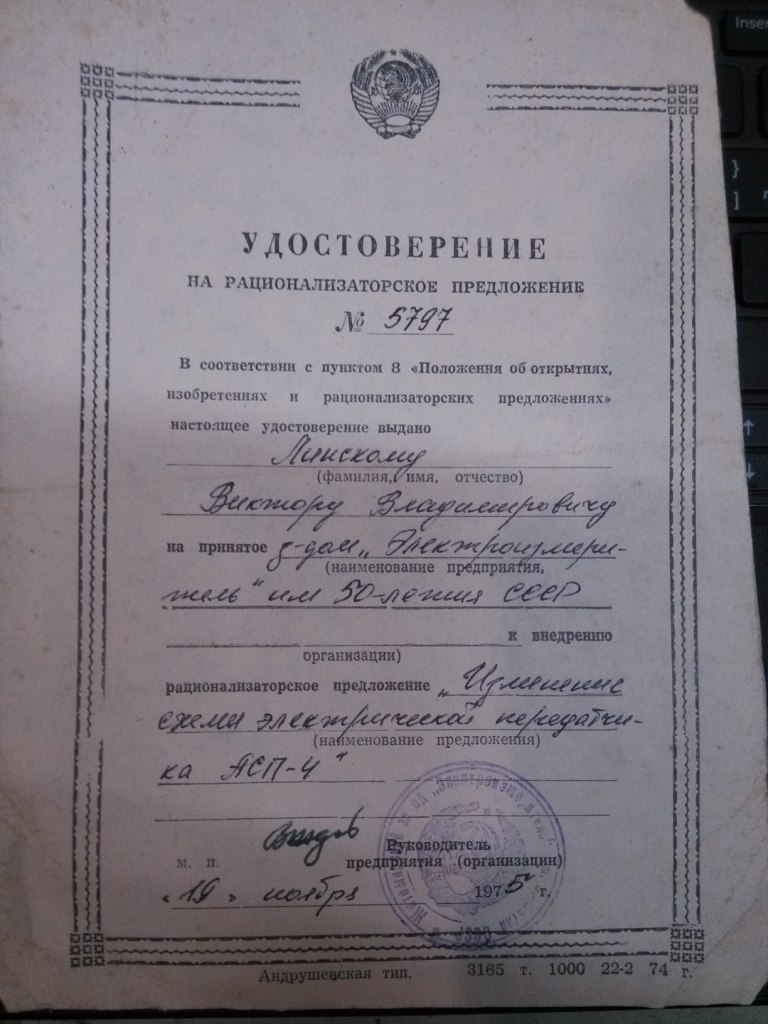 УДОСТОВЕРЕНИЕ
НА РАЦИОНАЛИЗАТОРСКОЕ ПРЕДЛОЖЕНИЕ
№ 5797
В соответствии с пунктом 8 «Положения об открытиях,
изобретениях и рационализаторских предложениях»
настоящее удостоверение выдано
Линскому
(фамилия, имя, отчество)
Виктору Владимировичу
на принятое з-дом „Электроизмери-
(наименование предприятия,
тель" им 50-летия СССР
к внедрению
организации)
рационализаторское предложение „Изменение
схемы электрической передатчи-
(наименование предложения)
ка АСП-4"
Руководитель
м. п. предприятия (организации)
«19» ноября 1975 г.
Андрушевская тип. 3165 т. 1000 22-2 74 г.
Inser
}
]